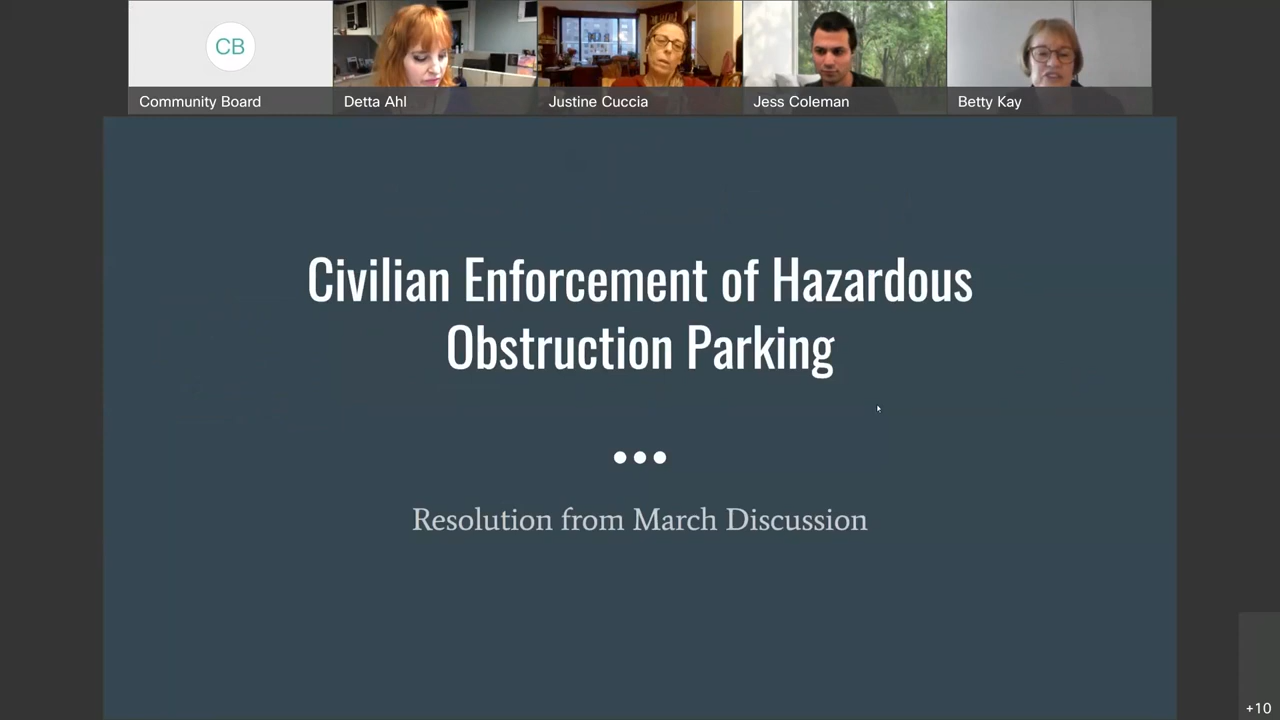 CB
Community Board
Detta Ahl
Justine Cuccia
Jess Coleman
Betty Kay
Civilian Enforcement of Hazardous
Obstruction Parking
Resolution from March Discussion
+10